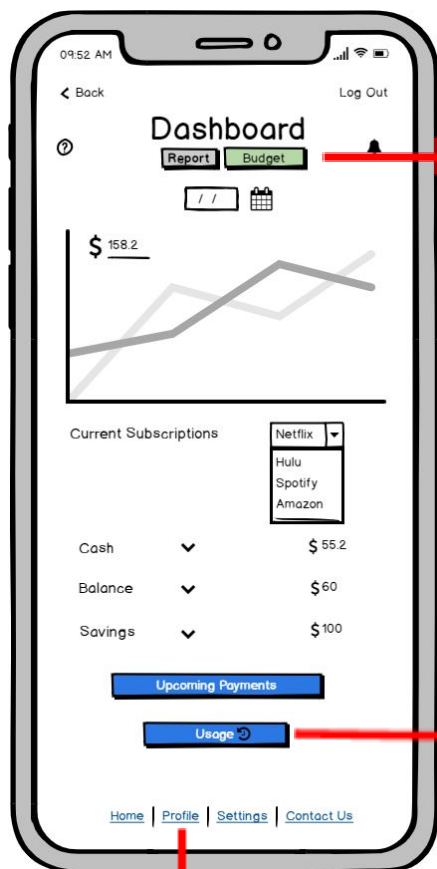 09:52 AM
Back Log Out
Dashboard
Report Budget
/ /
$ 158.2
Current Subscriptions Netflix
Hulu
Spotify
Amazon
Cash $ 55.2
Balance $ 60
Savings $ 100
Upcoming Payments
Usage
Home | Profile | Settings | Contact Us